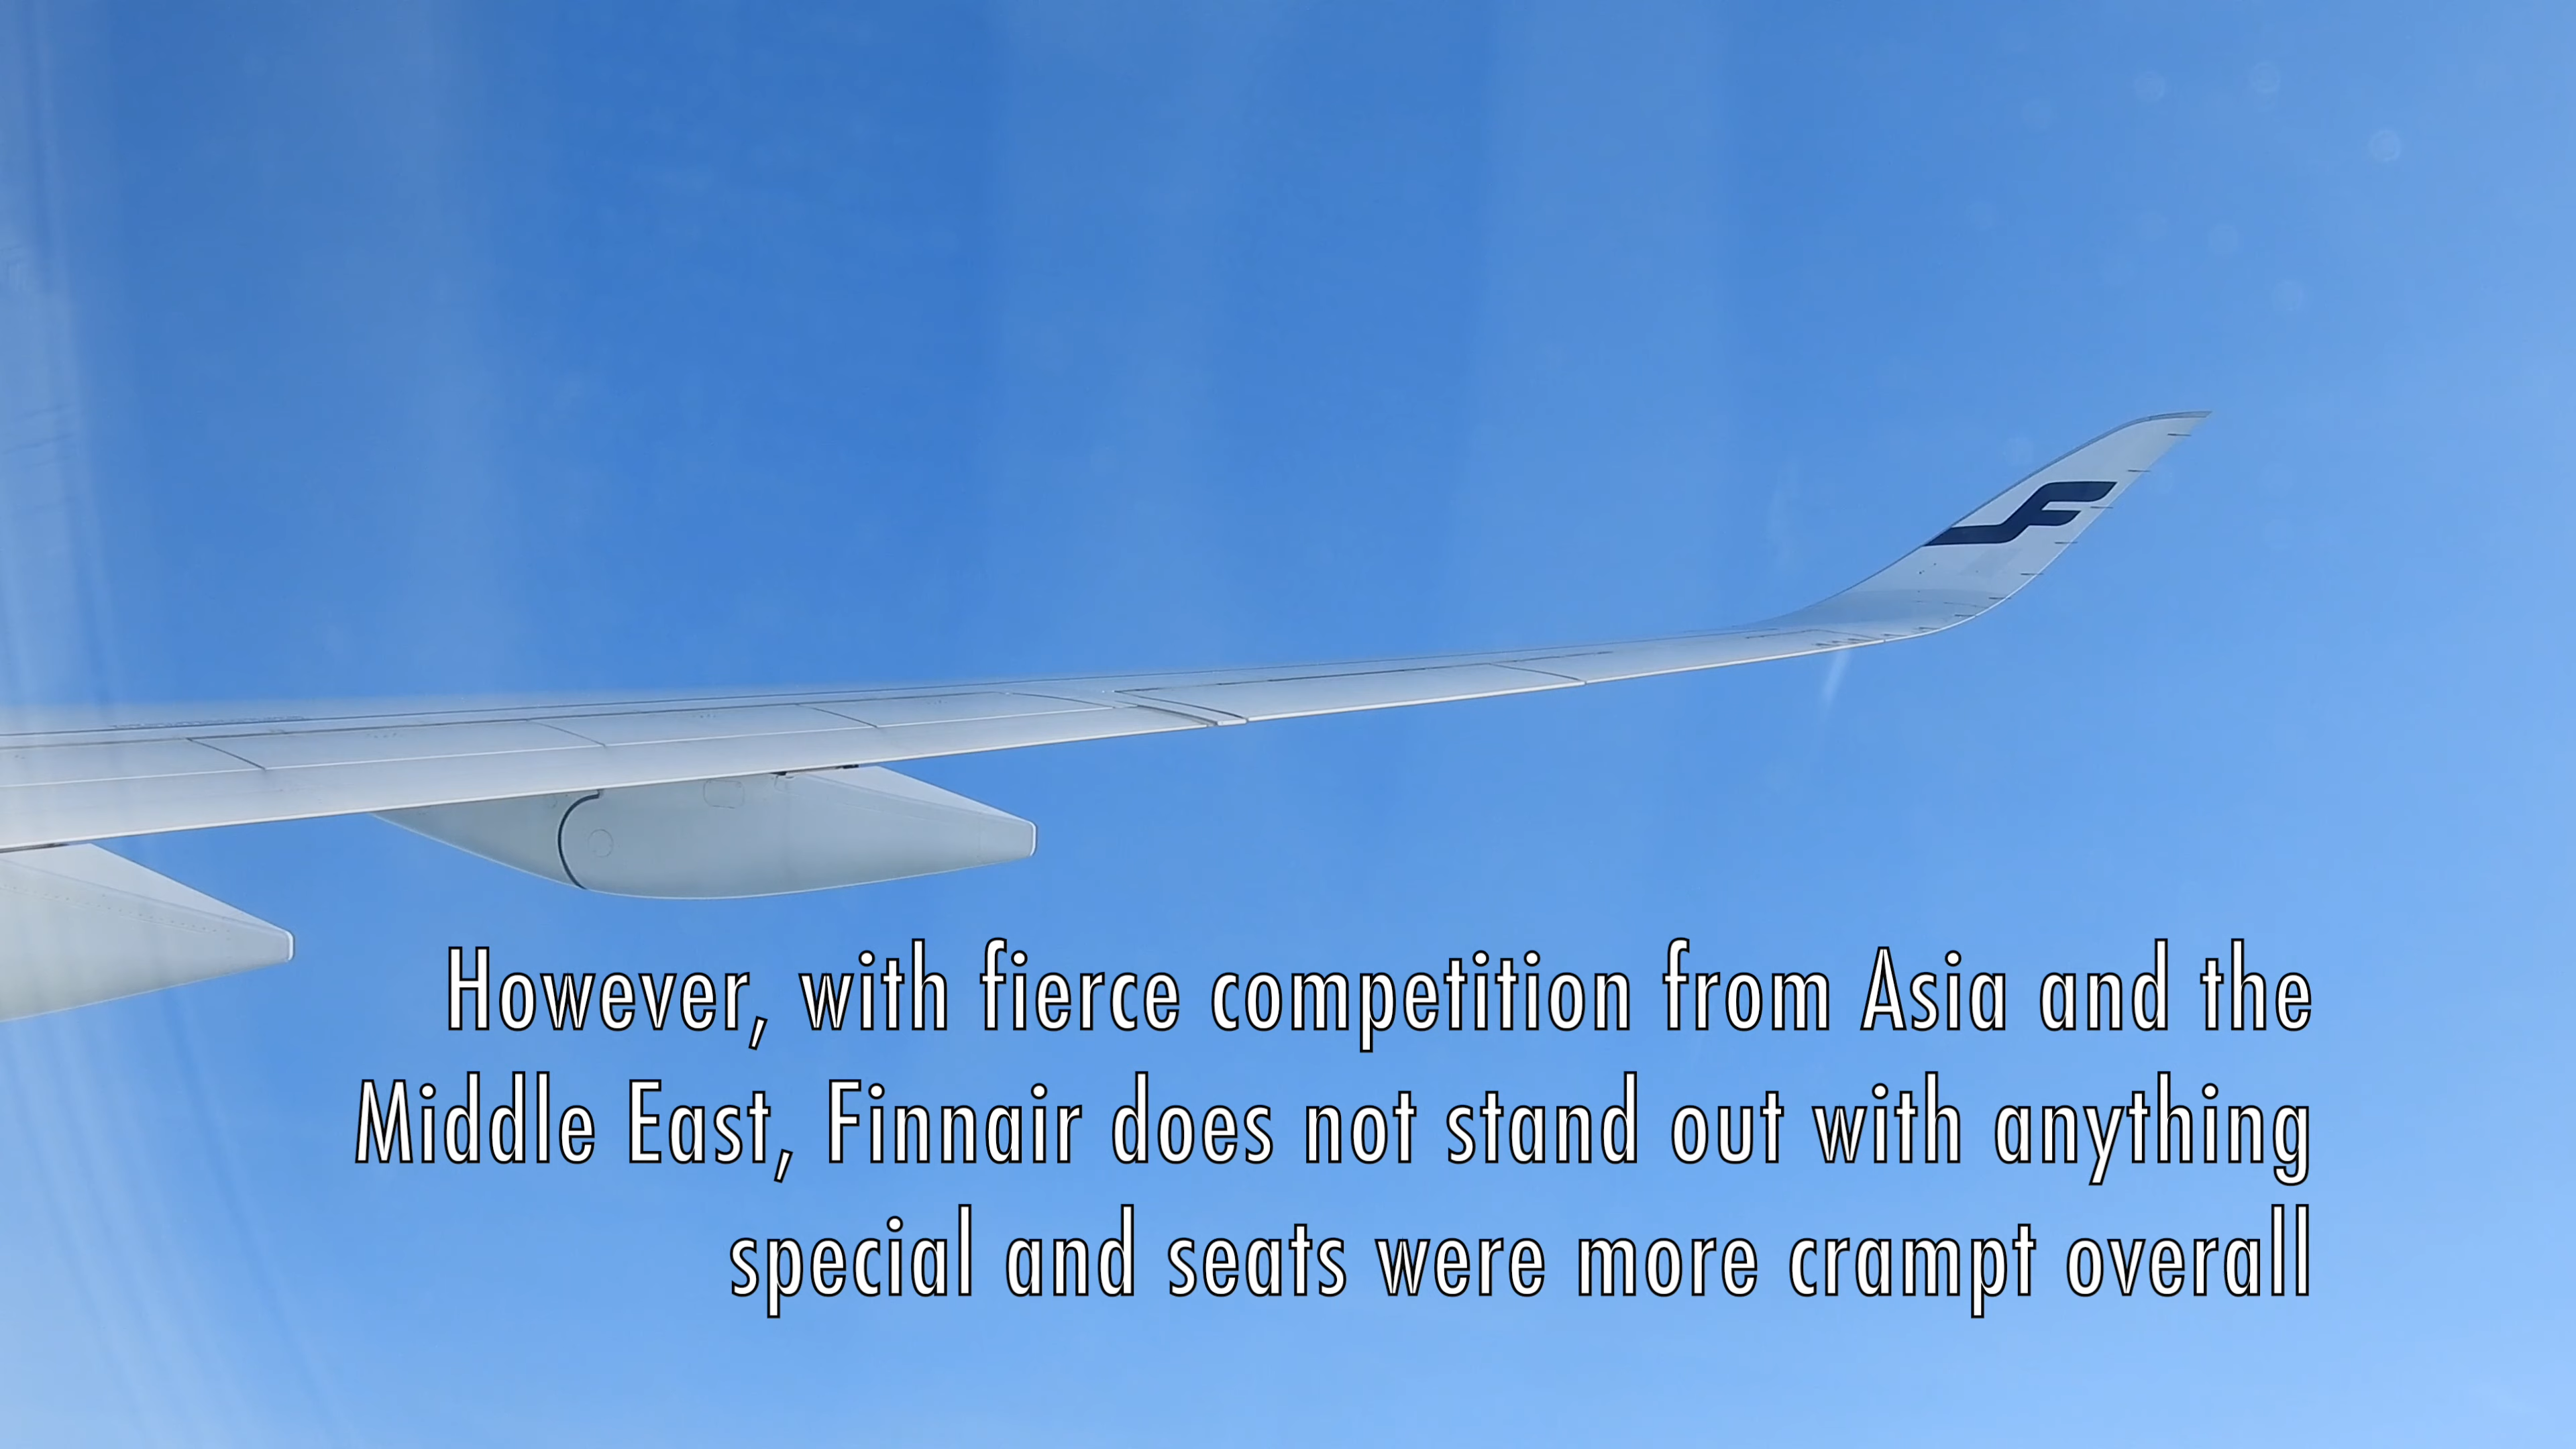 However, with fierce competition from Asia and the
Middle East, Finnair does not stand out with anything
special and seats were more crampt overall